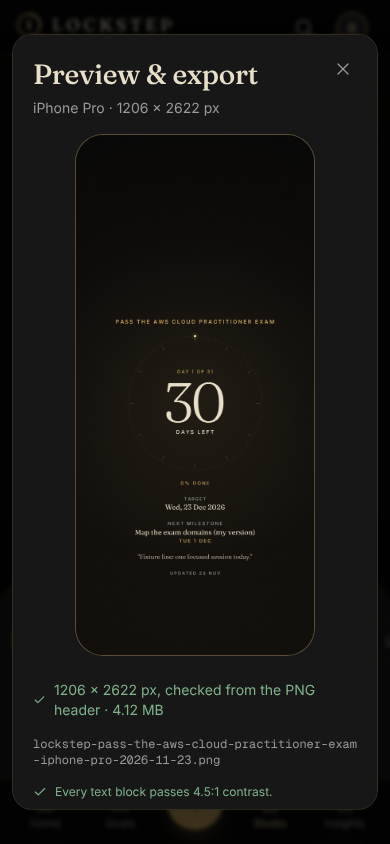 LOCKSTEP
Preview & export
iPhone Pro · 1206 × 2622 px
PASS THE AWS CLOUD PRACTITIONER EXAM
DAY 1 OF 31
30
DAYS LEFT
0% DONE
TARGET
Wed, 23 Dec 2026
NEXT MILESTONE
Map the exam domains (my version)
TUE 1 DEC
"Fixture line: one focused session today."
UPDATED 23 NOV
1206 × 2622 px, checked from the PNG
header · 4.12 MB
lockstep-pass-the-aws-cloud-practitioner-exam
-iphone-pro-2026-11-23.png
Every text block passes 4.5:1 contrast.
Home
Goals
Studio
Insights